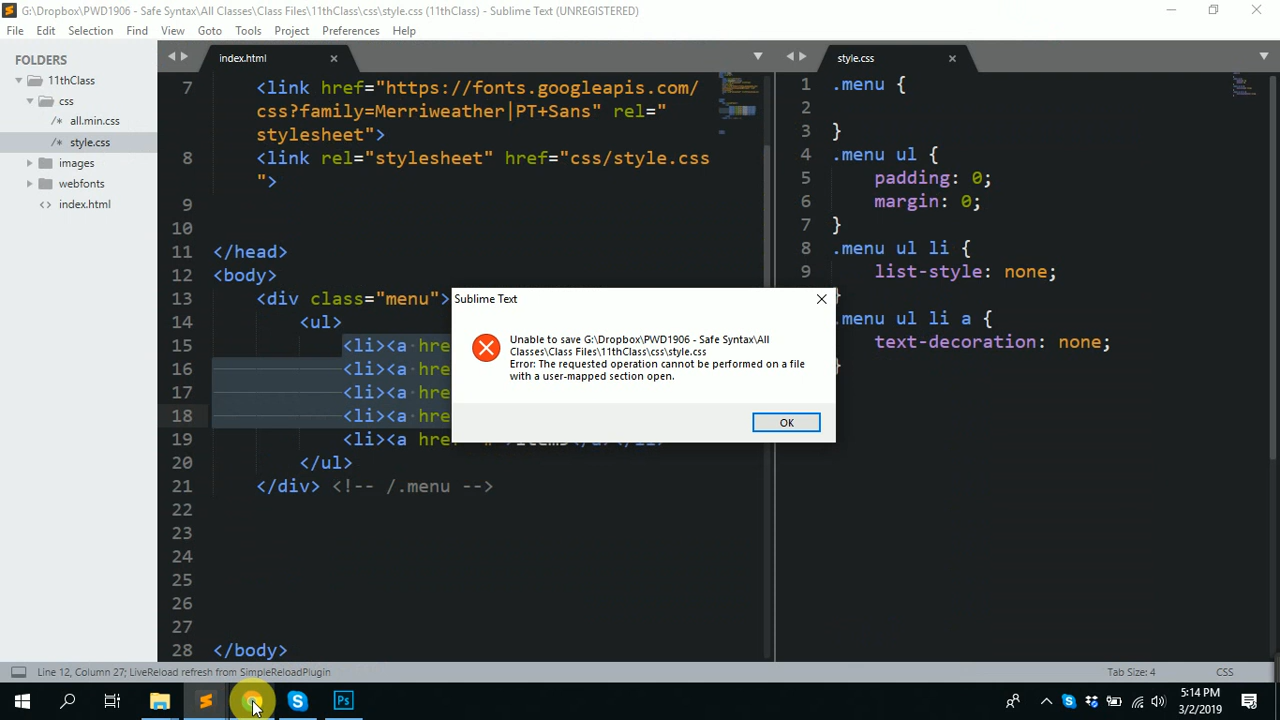 G:\Dropbox\PWD1906 - Safe Syntax\All Classes\Class Files\11thClass\css\style.css (11thClass) - Sublime Text (UNREGISTERED)
File Edit Selection Find View Goto Tools Project Preferences Help
FOLDERS
11thClass
css
/* all.min.css
/* style.css
images
webfonts
<> index.html
index.html
7 <link href="https://fonts.googleapis.com/
css?family=Merriweather|PT+Sans" rel="
stylesheet">
8 <link rel="stylesheet" href="css/style.css
">
9
10
11 </head>
12 <body>
13 <div class="menu">
14 <ul>
15 <li><a hre
16 <li><a hre
17 <li><a hre
18 <li><a hre
19 <li><a hre
20 </ul>
21 </div> <!-- /.menu -->
22
23
24
25
26
27
28 </body>
style.css
1 .menu {
2
3 }
4 .menu ul {
5 padding: 0;
6 margin: 0;
7 }
8 .menu ul li {
9 list-style: none;
}
.menu ul li a {
text-decoration: none;
}
Sublime Text
Unable to save G:\Dropbox\PWD1906 - Safe Syntax\All
Classes\Class Files\11thClass\css\style.css
Error: The requested operation cannot be performed on a file
with a user-mapped section open.
OK
Line 12, Column 27; LiveReload refresh from SimpleReloadPlugin
Tab Size: 4
CSS
Ps
5:14 PM
3/2/2019